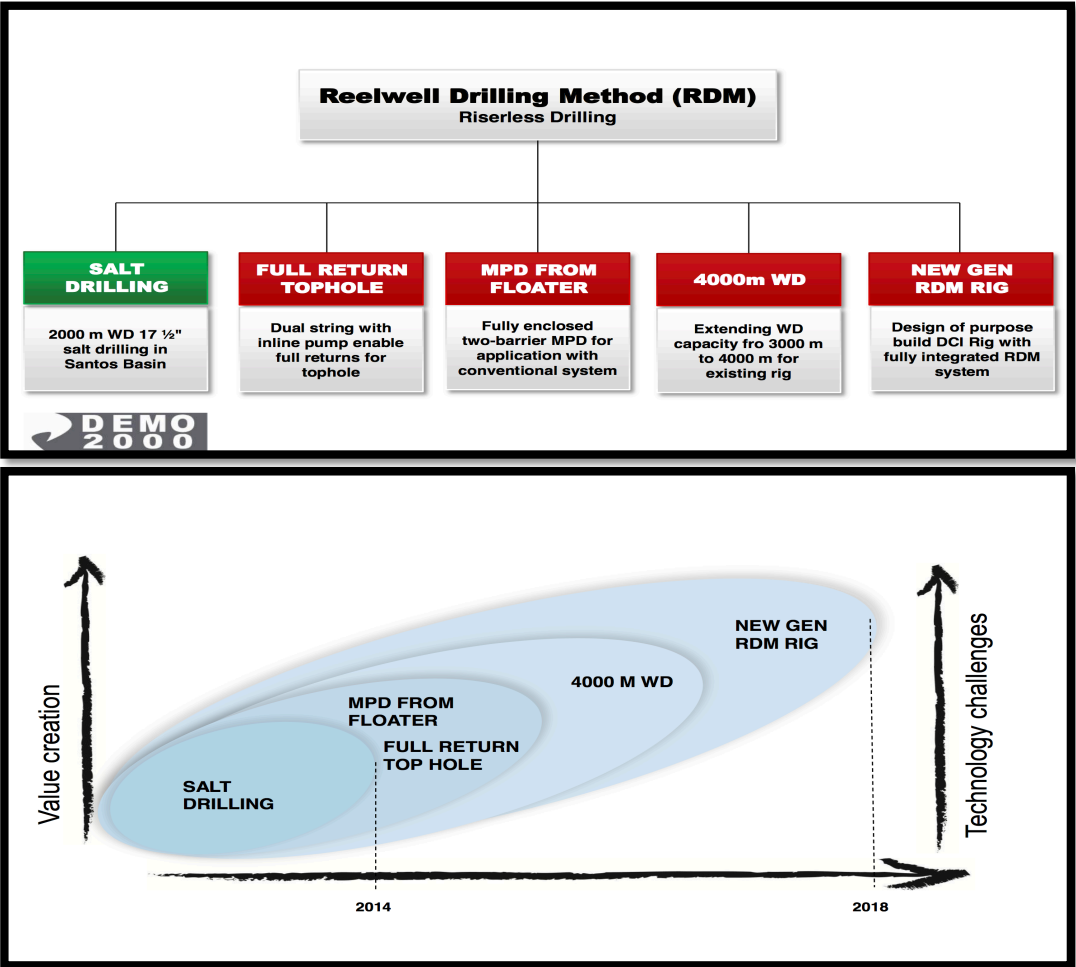 Reelwell Drilling Method (RDM)
Riserless Drilling
SALT
DRILLING
2000 m WD 17 ½"
salt drilling in
Santos Basin
FULL RETURN
TOPHOLE
Dual string with
inline pump enable
full returns for
tophole
MPD FROM
FLOATER
Fully enclosed
two-barrier MPD for
application with
conventional system
4000m WD
Extending WD
capacity fro 3000 m
to 4000 m for
existing rig
NEW GEN
RDM RIG
Design of purpose
build DCI Rig with
fully integrated RDM
system
DEMO
2000
Value creation
Technology challenges
NEW GEN
RDM RIG
4000 M WD
MPD FROM
FLOATER
FULL RETURN
TOP HOLE
SALT
DRILLING
2014
2018